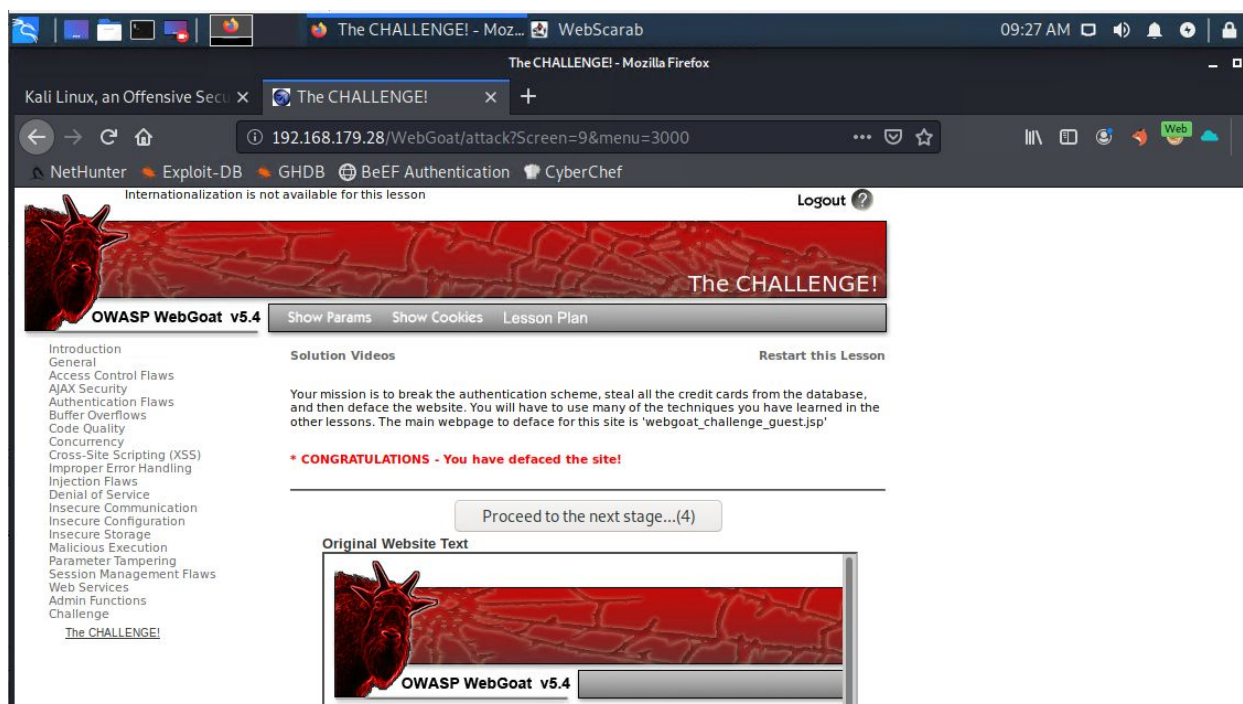 The CHALLENGE! - Moz... WebScarab 09:27 AM
The CHALLENGE! - Mozilla Firefox
Kali Linux, an Offensive Secu The CHALLENGE!
192.168.179.28/WebGoat/attack?Screen=9&menu=3000 Web
NetHunter Exploit-DB GHDB BeEF Authentication CyberChef
Internationalization is not available for this lesson Logout ?
The CHALLENGE!
OWASP WebGoat v5.4 Show Params Show Cookies Lesson Plan
Introduction
General
Access Control Flaws
AJAX Security
Authentication Flaws
Buffer Overflows
Code Quality
Concurrency
Cross-Site Scripting (XSS)
Improper Error Handling
Injection Flaws
Denial of Service
Insecure Communication
Insecure Configuration
Insecure Storage
Malicious Execution
Parameter Tampering
Session Management Flaws
Web Services
Admin Functions
Challenge
The CHALLENGE!
Solution Videos Restart this Lesson
Your mission is to break the authentication scheme, steal all the credit cards from the database,
and then deface the website. You will have to use many of the techniques you have learned in the
other lessons. The main webpage to deface for this site is 'webgoat_challenge_guest.jsp'
* CONGRATULATIONS - You have defaced the site!
Proceed to the next stage...(4)
Original Website Text
OWASP WebGoat v5.4